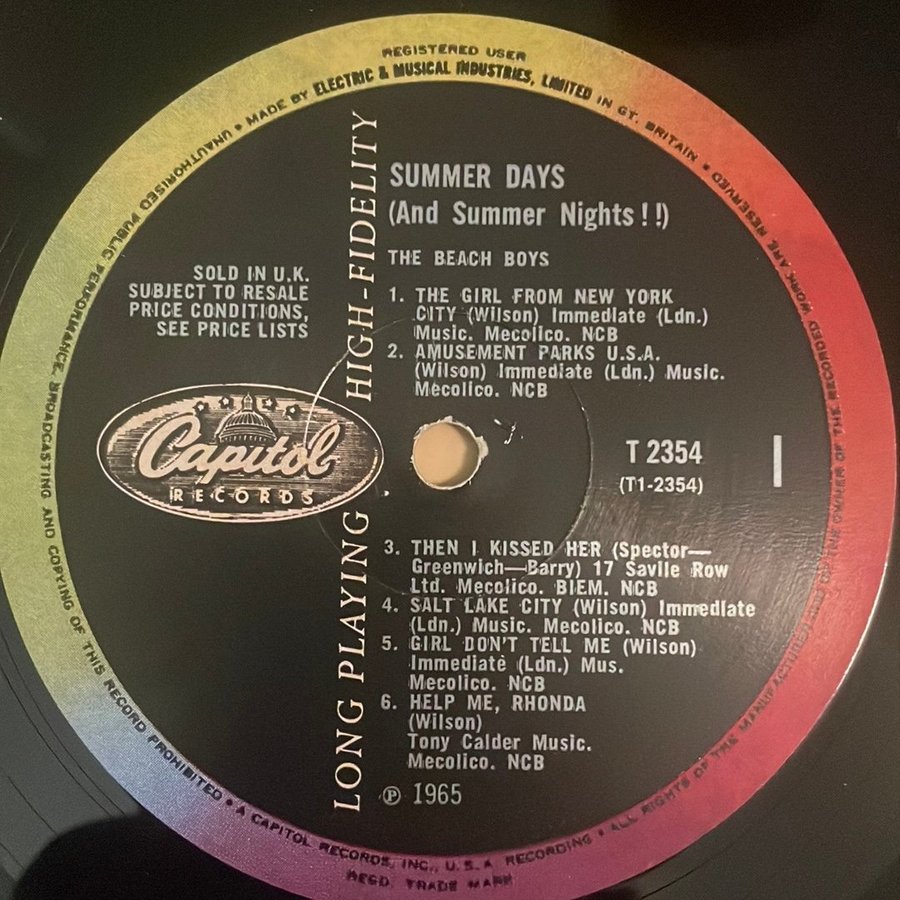 REGISTERED USER
UNAUTHORISED PUBLIC PERFORMANCE, BROADCASTING AND COPYING OF THIS RECORD PROHIBITED • MADE BY ELECTRIC & MUSICAL INDUSTRIES, LIMITED IN GT. BRITAIN •
RESERVED
• A CAPITOL RECORDS, INC., U.S.A. RECORDING • ALL RIGHTS OF THE MANUFACTURER AND OF THE OWNER OF THE RECORDED WORK ARE
REGD. TRADE MARK
LONG PLAYING HIGH-FIDELITY
SUMMER DAYS
(And Summer Nights!!)
THE BEACH BOYS
SOLD IN U.K.
SUBJECT TO RESALE
PRICE CONDITIONS,
SEE PRICE LISTS
1. THE GIRL FROM NEW YORK
CITY (Wilson) Immediate (Ldn.)
Music. Mecolico. NCB
2. AMUSEMENT PARKS U.S.A.
(Wilson) Immediate (Ldn.) Music.
Mecolico. NCB
Capitol
RECORDS
T 2354
(T1-2354)
1
3. THEN I KISSED HER (Spector—
Greenwich—Barry) 17 Savile Row
Ltd. Mecolico. BIEM. NCB
4. SALT LAKE CITY (Wilson) Immediate
(Ldn.) Music. Mecolico. NCB
5. GIRL DON'T TELL ME (Wilson)
Immediate (Ldn.) Mus.
Mecolico. NCB
6. HELP ME, RHONDA
(Wilson)
Tony Calder Music.
Mecolico. NCB
℗ 1965